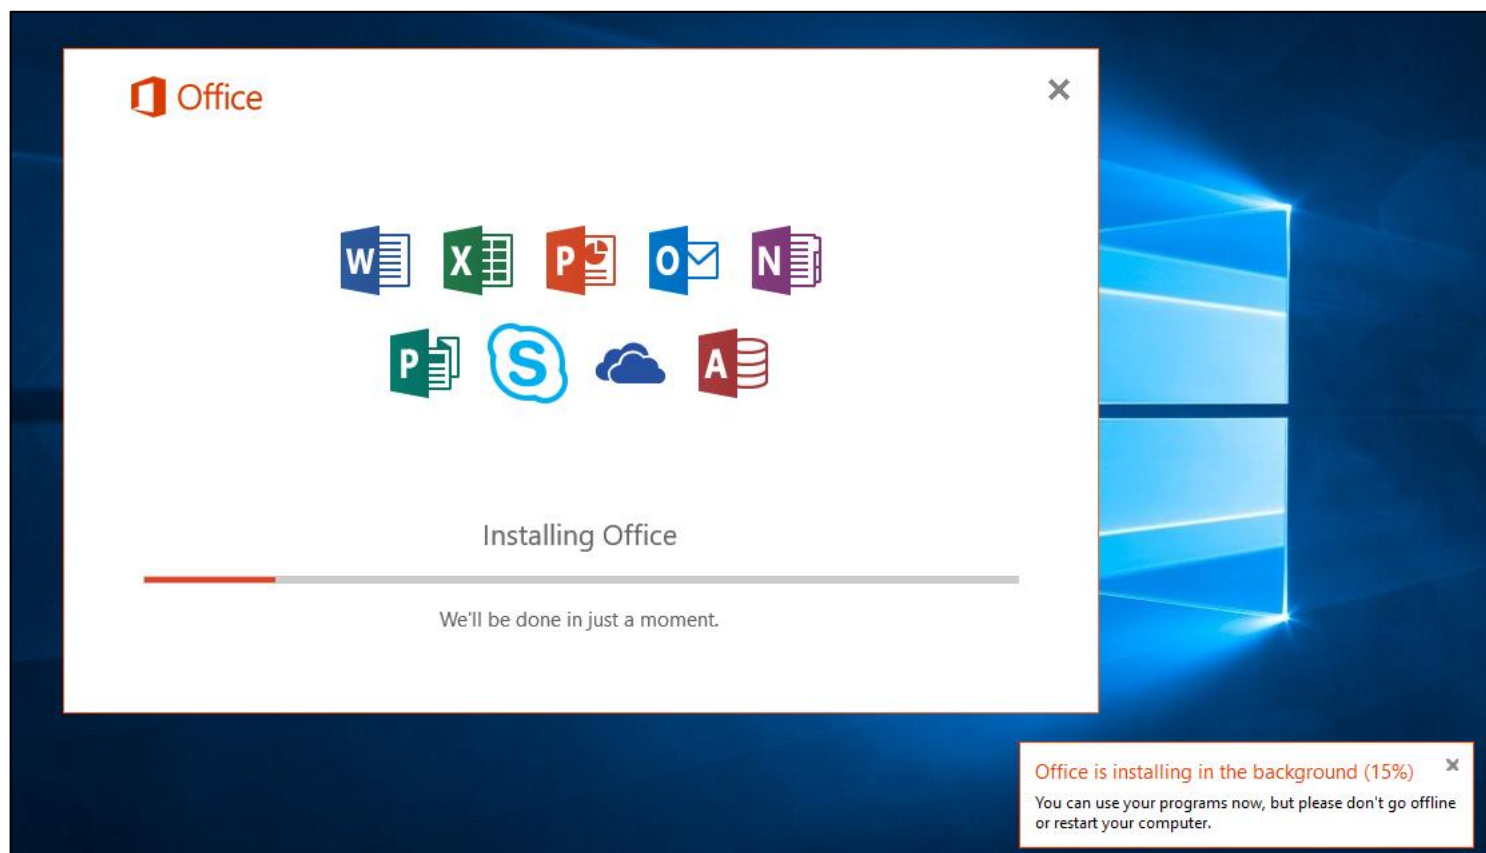 Office
W
X
P
O
N
P
S
A
Installing Office
We'll be done in just a moment.
Office is installing in the background (15%)
You can use your programs now, but please don't go offline
or restart your computer.